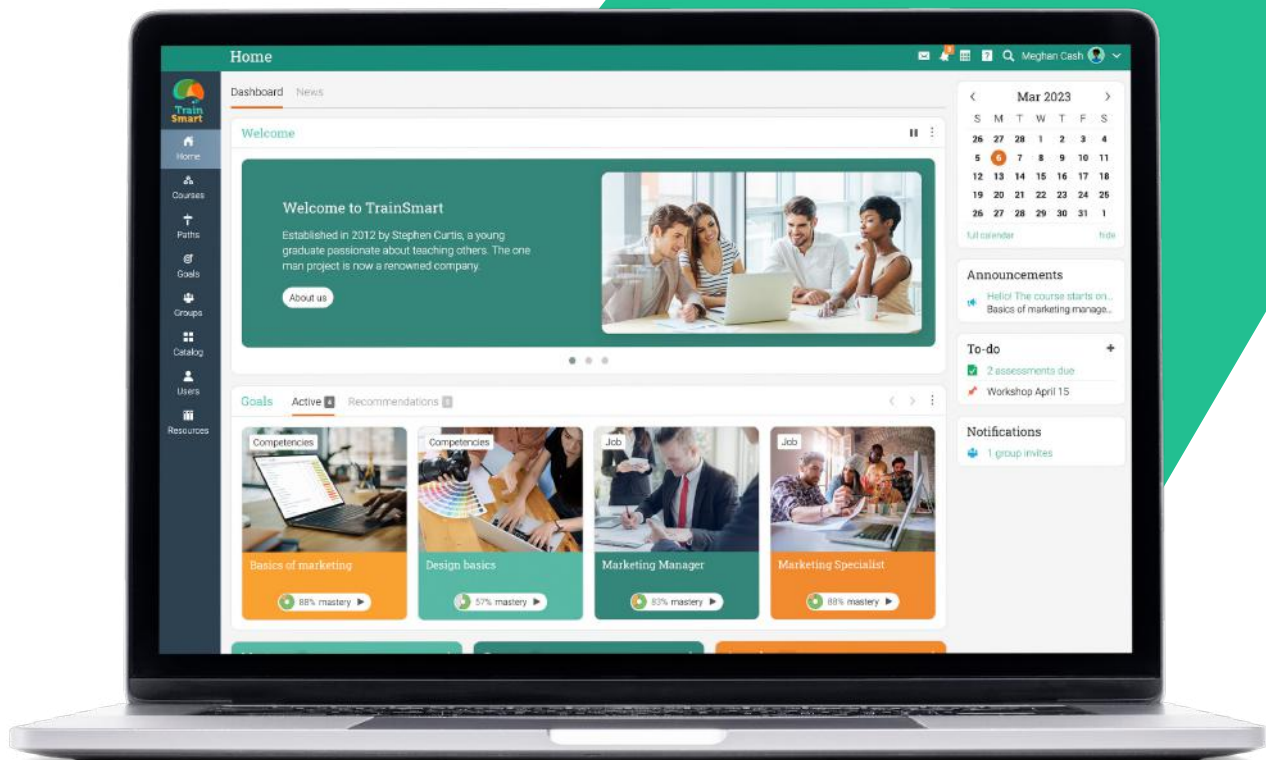 Home
Meghan Cash
Train
Smart
Home
Courses
Paths
Goals
Groups
Catalog
Users
Resources
Dashboard News
Welcome
Welcome to TrainSmart
Established in 2012 by Stephen Curtis, a young
graduate passionate about teaching others. The one
man project is now a renowned company.
About us
Goals Active 4 Recommendations
Competencies
Basics of marketing
88% mastery
Competencies
Design basics
57% mastery
Job
Marketing Manager
83% mastery
Job
Marketing Specialist
88% mastery
< Mar 2023 >
S M T W T F S
26 27 28 1 2 3 4
5 6 7 8 9 10 11
12 13 14 15 16 17 18
19 20 21 22 23 24 25
26 27 28 29 30 31 1
full calendar hide
Announcements
Hello! The course starts on...
Basics of marketing manage...
To-do +
2 assessments due
Workshop April 15
Notifications
1 group invites